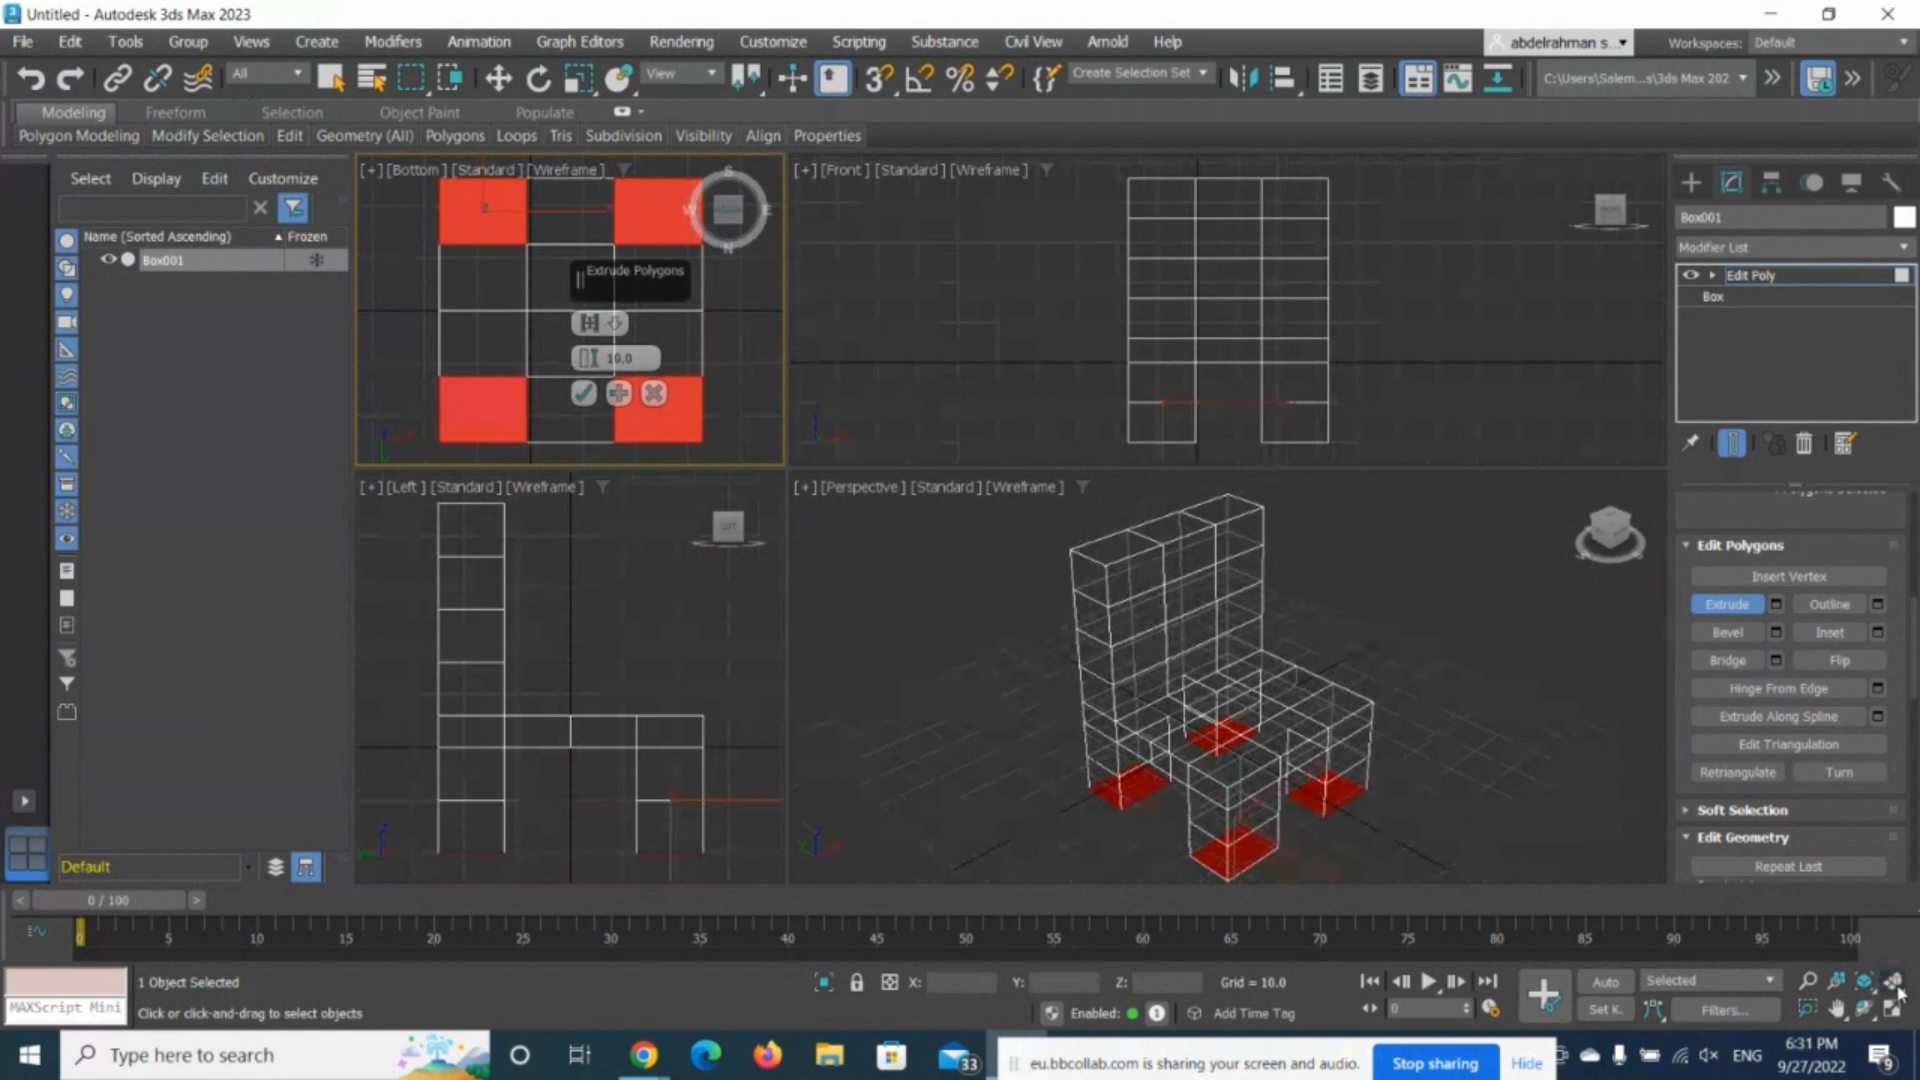 Untitled - Autodesk 3ds Max 2023
File Edit Tools Group Views Create Modifiers Animation Graph Editors Rendering Customize Scripting Substance Civil View Arnold Help
abdelrahman s... Workspaces: Default
All View Create Selection Set C:\Users\Salem...s\3ds Max 202
Modeling Freeform Selection Object Paint Populate
Polygon Modeling Modify Selection Edit Geometry (All) Polygons Loops Tris Subdivision Visibility Align Properties
Select Display Edit Customize
Name (Sorted Ascending) Frozen
Box001
Default
[+] [Bottom] [Standard] [Wireframe]
S
W E
N
Extrude Polygons
10.0
[+] [Front] [Standard] [Wireframe]
[+] [Left] [Standard] [Wireframe]
[+] [Perspective] [Standard] [Wireframe]
Box001
Modifier List
Edit Poly
Box
Edit Polygons
Insert Vertex
Extrude Outline
Bevel Inset
Bridge Flip
Hinge From Edge
Extrude Along Spline
Edit Triangulation
Retriangulate Turn
Soft Selection
Edit Geometry
Repeat Last
< 0 / 100 >
0 5 10 15 20 25 30 35 40 45 50 55 60 65 70 75 80 85 90 95 100
1 Object Selected X: Y: Z: Grid = 10.0 Auto Selected
MAXScript Mini Click or click-and-drag to select objects Enabled: 1 Add Time Tag 0 Set K. Filters...
Type here to search
33
eu.bbcollab.com is sharing your screen and audio. Stop sharing Hide
ENG
6:31 PM
9/27/2022
9